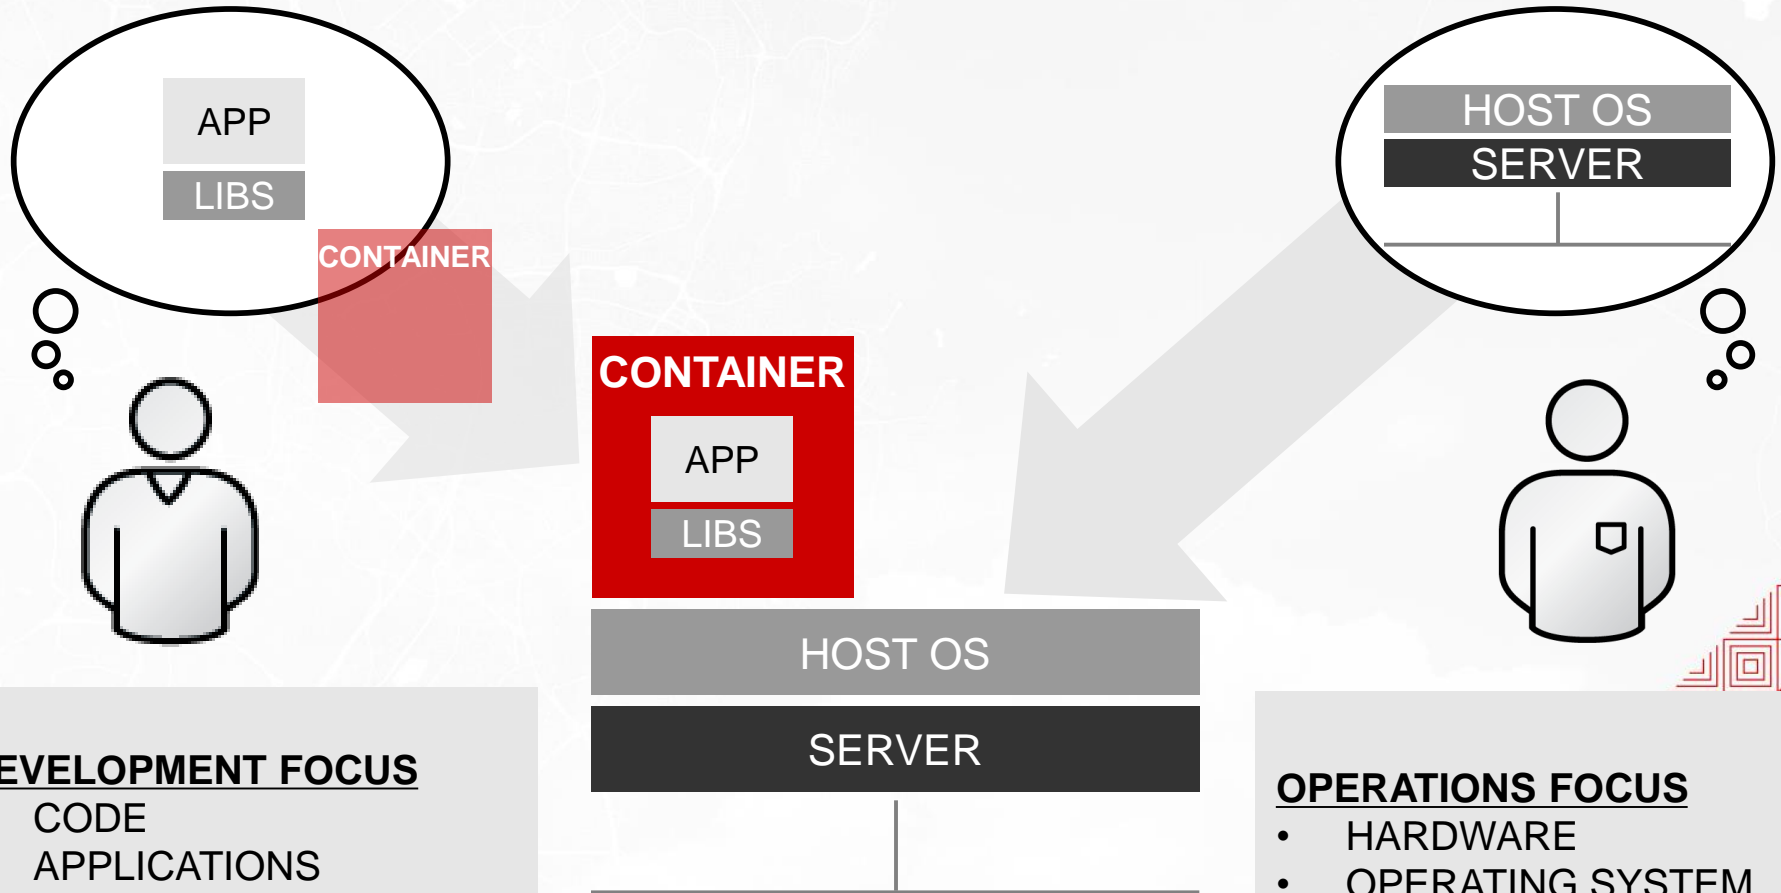 APP
LIBS
CONTAINER
HOST OS
SERVER
CONTAINER
APP
LIBS
HOST OS
SERVER
EVELOPMENT FOCUS
CODE
APPLICATIONS
OPERATIONS FOCUS
• HARDWARE
• OPERATING SYSTEM